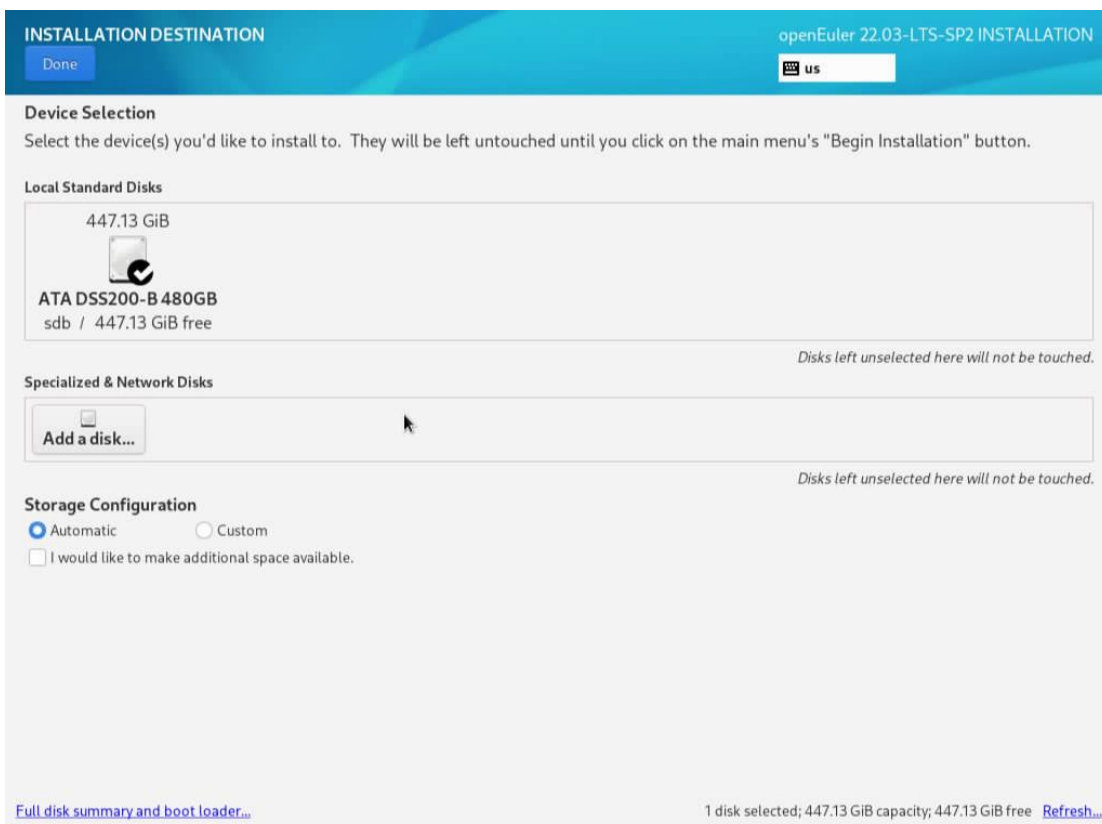 INSTALLATION DESTINATION
openEuler 22.03-LTS-SP2 INSTALLATION
Done
us
Device Selection
Select the device(s) you'd like to install to. They will be left untouched until you click on the main menu's "Begin Installation" button.
Local Standard Disks
447.13 GiB
ATA DSS200-B 480GB
sdb / 447.13 GiB free
Disks left unselected here will not be touched.
Specialized & Network Disks
Add a disk...
Disks left unselected here will not be touched.
Storage Configuration
Automatic Custom
I would like to make additional space available.
Full disk summary and boot loader... 1 disk selected; 447.13 GiB capacity; 447.13 GiB free Refresh...